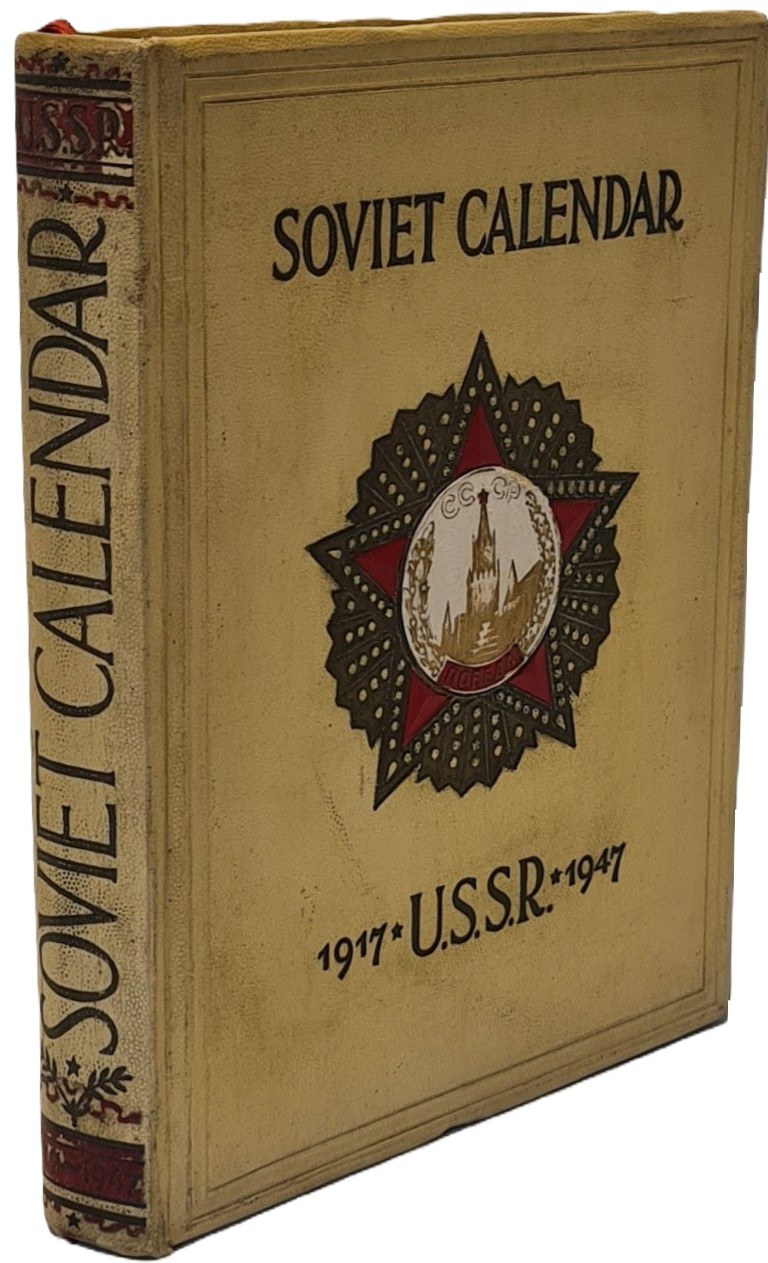 U.S.S.R.
SOVIET CALENDAR
SOVIET CALENDAR
СССР
ПОБЕДА
1917★U.S.S.R.★1947